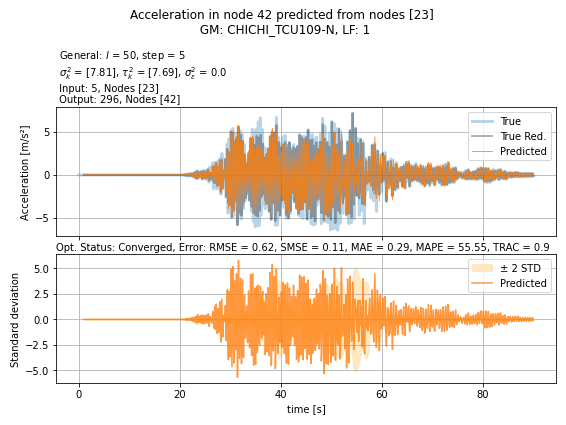 Acceleration in node 42 predicted from nodes [23]
GM: CHICHI_TCU109-N, LF: 1
General: l = 50, step = 5
σ²ₖ = [7.81], τ²ₖ = [7.69], σ²ₑ = 0.0
Input: 5, Nodes [23]
Output: 296, Nodes [42]
Acceleration [m/s²]
5
0
−5
True
True Red.
Predicted
Opt. Status: Converged, Error: RMSE = 0.62, SMSE = 0.11, MAE = 0.29, MAPE = 55.55, TRAC = 0.9
Standard deviation
5.0
2.5
0.0
−2.5
−5.0
± 2 STD
Predicted
0 20 40 60 80
time [s]